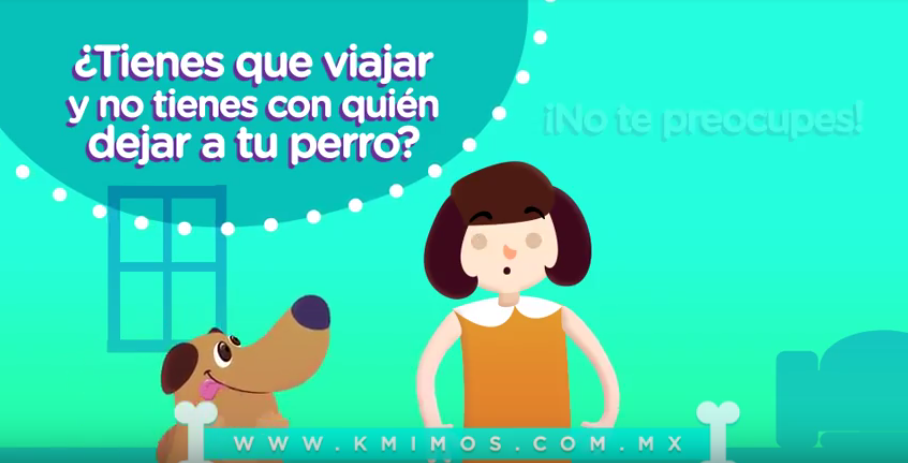 ¿Tienes que viajar
y no tienes con quién
dejar a tu perro?
¡No te preocupes!
WWW.KMIMOS.COM.MX